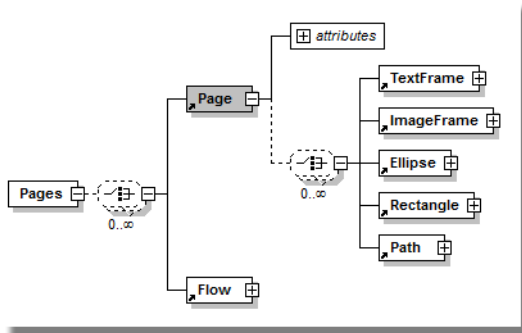 attributes
Page
TextFrame
ImageFrame
Ellipse
0..∞
Rectangle
Path
Pages
0..∞
Flow